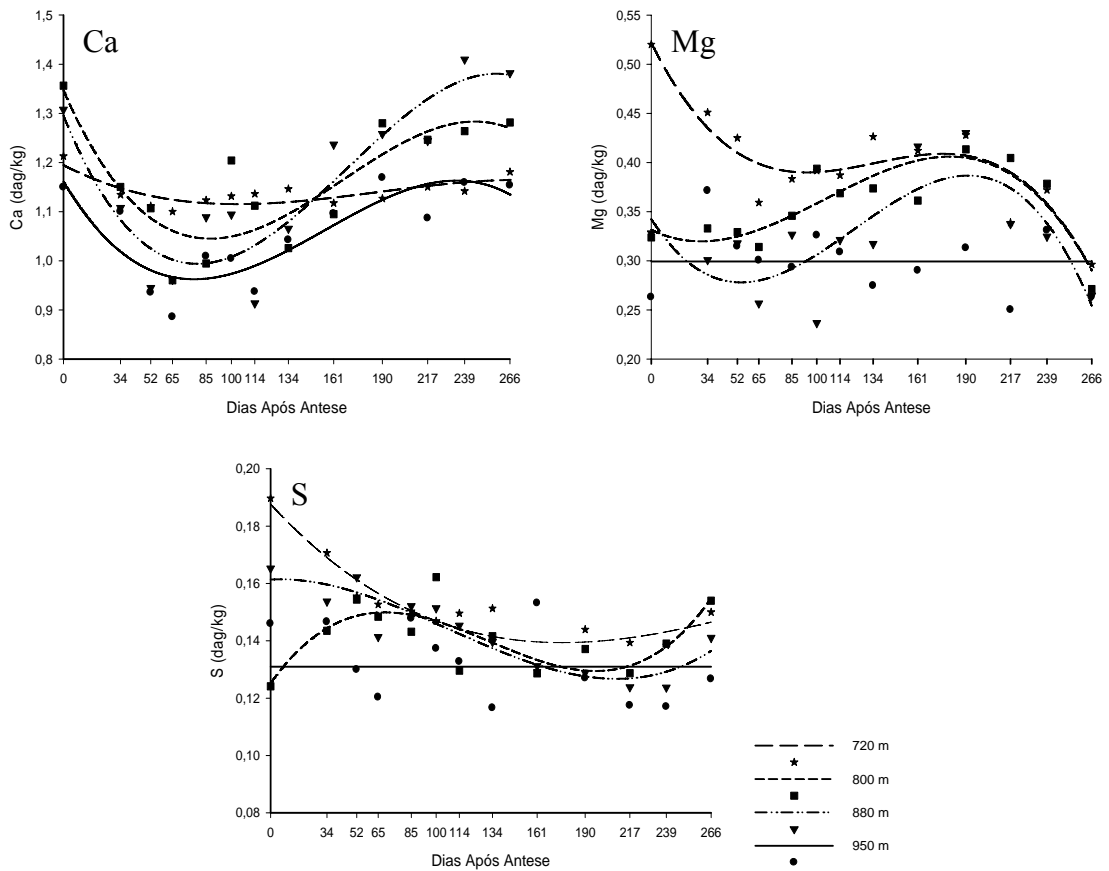 Ca
Ca (dag/kg)
1,5
1,4
1,3
1,2
1,1
1,0
0,9
0,8
0 34 52 65 85 100 114 134 161 190 217 239 266
Dias Após Antese
Mg
Mg (dag/kg)
0,55
0,50
0,45
0,40
0,35
0,30
0,25
0,20
0 34 52 65 85 100 114 134 161 190 217 239 266
Dias Após Antese
S
S (dag/kg)
0,20
0,18
0,16
0,14
0,12
0,10
0,08
0 34 52 65 85 100 114 134 161 190 217 239 266
Dias Após Antese
720 m
800 m
880 m
950 m